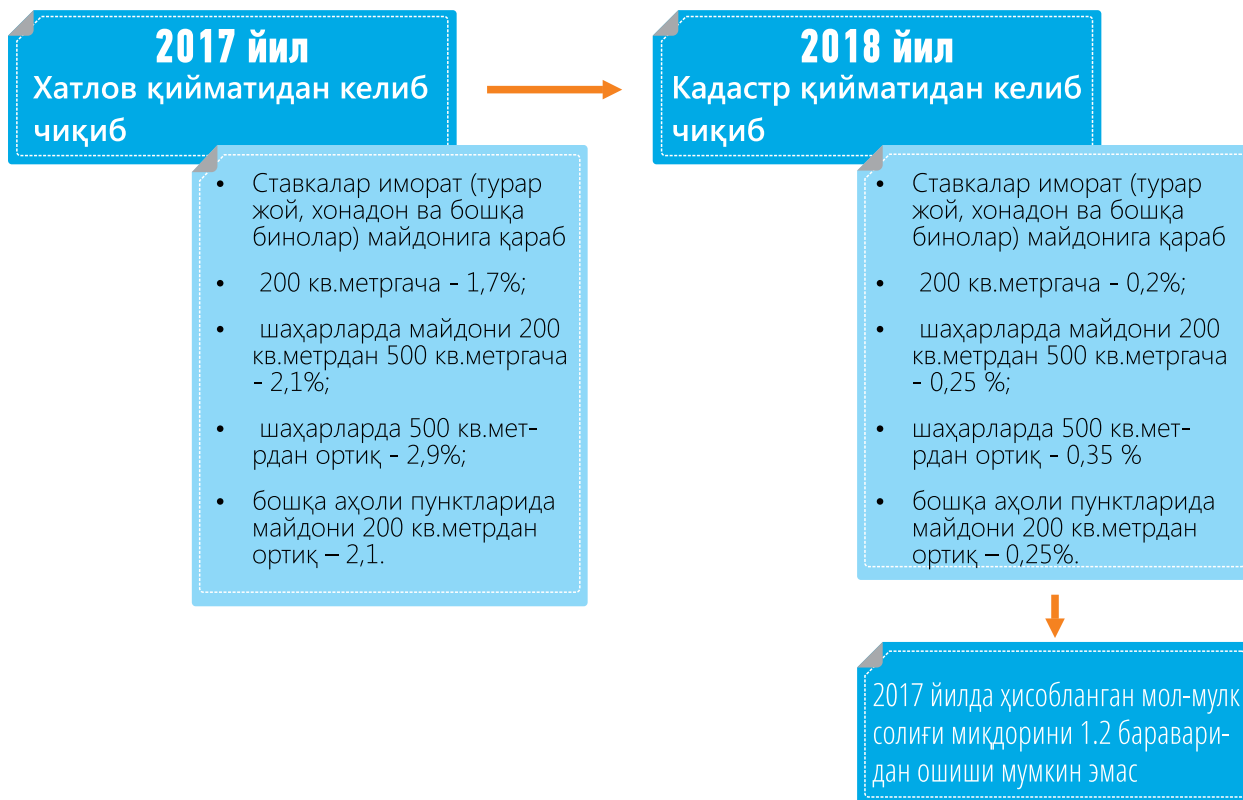 2017 йил
Хатлов қийматидан келиб
чиқиб
• Ставкалар иморат (турар
жой, хонадон ва бошқа
бинолар) майдонига қараб
• 200 кв.метргача - 1,7%;
• шаҳарларда майдони 200
кв.метрдан 500 кв.метргача
- 2,1%;
• шаҳарларда 500 кв.мет-
рдан ортиқ - 2,9%;
• бошқа аҳоли пунктларида
майдони 200 кв.метрдан
ортиқ – 2,1.
2018 йил
Кадастр қийматидан келиб
чиқиб
• Ставкалар иморат (турар
жой, хонадон ва бошқа
бинолар) майдонига қараб
• 200 кв.метргача - 0,2%;
• шаҳарларда майдони 200
кв.метрдан 500 кв.метргача
- 0,25 %;
• шаҳарларда 500 кв.мет-
рдан ортиқ - 0,35 %
• бошқа аҳоли пунктларида
майдони 200 кв.метрдан
ортиқ – 0,25%.
2017 йилда ҳисобланган мол-мулк
солиғи миқдорини 1.2 баравари-
дан ошиши мумкин эмас